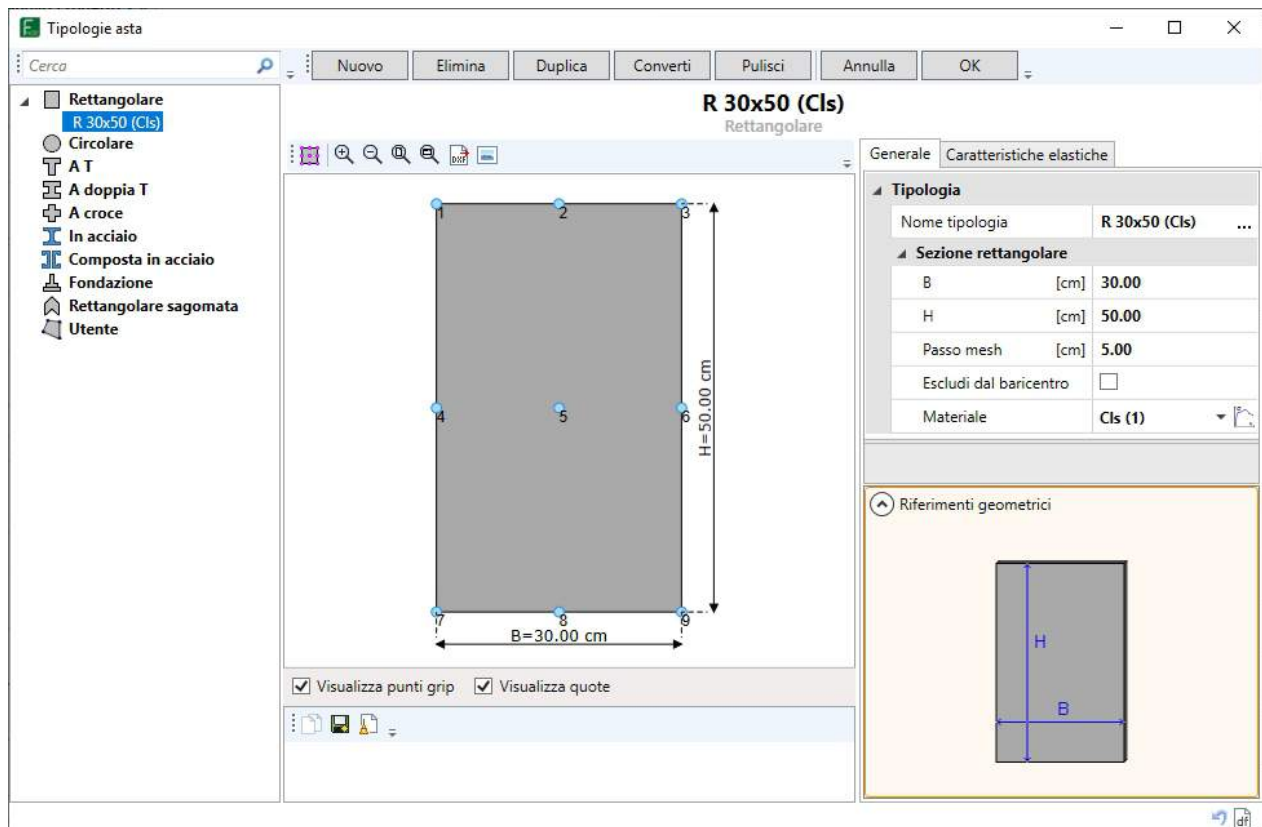 Tipologie asta
Cerca
Nuovo Elimina Duplica Converti Pulisci Annulla OK
Rettangolare
R 30x50 (Cls)
Circolare
A T
A doppia T
A croce
In acciaio
Composta in acciaio
Fondazione
Rettangolare sagomata
Utente
R 30x50 (Cls)
Rettangolare
DXF
1 2 3
4 5 6
7 8 9
H=50.00 cm
B=30.00 cm
Visualizza punti grip Visualizza quote
Generale Caratteristiche elastiche
Tipologia
Nome tipologia R 30x50 (Cls) ...
Sezione rettangolare
B [cm] 30.00
H [cm] 50.00
Passo mesh [cm] 5.00
Escludi dal baricentro
Materiale Cls (1)
Riferimenti geometrici
H
B
df